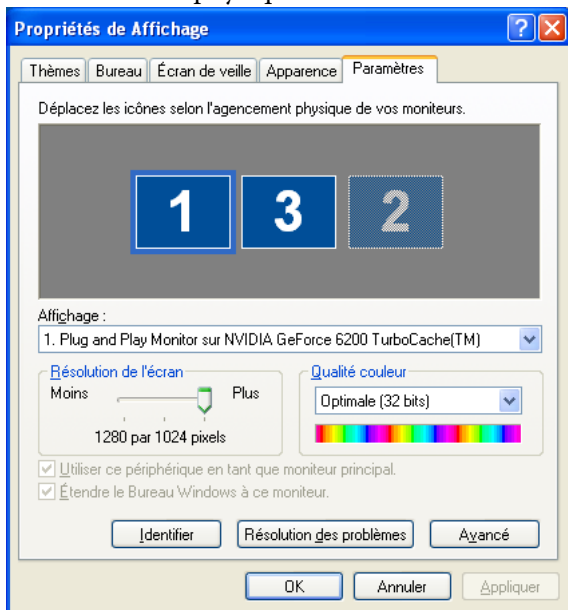 Propriétés de Affichage
Thèmes Bureau Écran de veille Apparence Paramètres
Déplacez les icônes selon l'agencement physique de vos moniteurs.
1 3 2
Affichage :
1. Plug and Play Monitor sur NVIDIA GeForce 6200 TurboCache(TM)
Résolution de l'écran Qualité couleur
Moins Plus Optimale (32 bits)
1280 par 1024 pixels
Utiliser ce périphérique en tant que moniteur principal.
Étendre le Bureau Windows à ce moniteur.
Identifier Résolution des problèmes Avancé
OK Annuler Appliquer